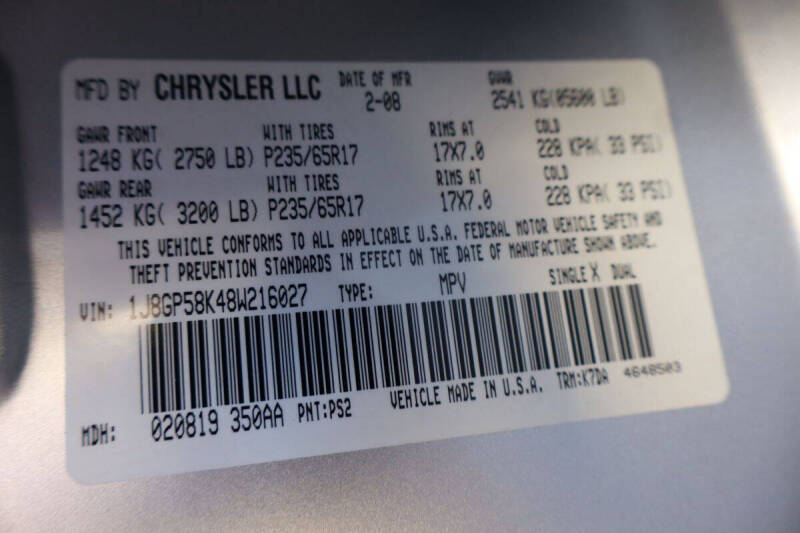 MFD BY CHRYSLER LLC DATE OF MFR GVWR
2-08 2541 KG(05600 LB)
GAWR FRONT WITH TIRES RIMS AT COLD
1248 KG( 2750 LB) P235/65R17 17X7.0 228 KPA( 33 PSI)
GAWR REAR WITH TIRES RIMS AT COLD
1452 KG( 3200 LB) P235/65R17 17X7.0 228 KPA( 33 PSI)
THIS VEHICLE CONFORMS TO ALL APPLICABLE U.S.A. FEDERAL MOTOR VEHICLE SAFETY AND
THEFT PREVENTION STANDARDS IN EFFECT ON THE DATE OF MANUFACTURE SHOWN ABOVE.
VIN: 1J8GP58K48W216027 TYPE: MPV SINGLE X DUAL
MDH: 020819 350AA PNT:PS2 VEHICLE MADE IN U.S.A. TRM:K7DA 4648503